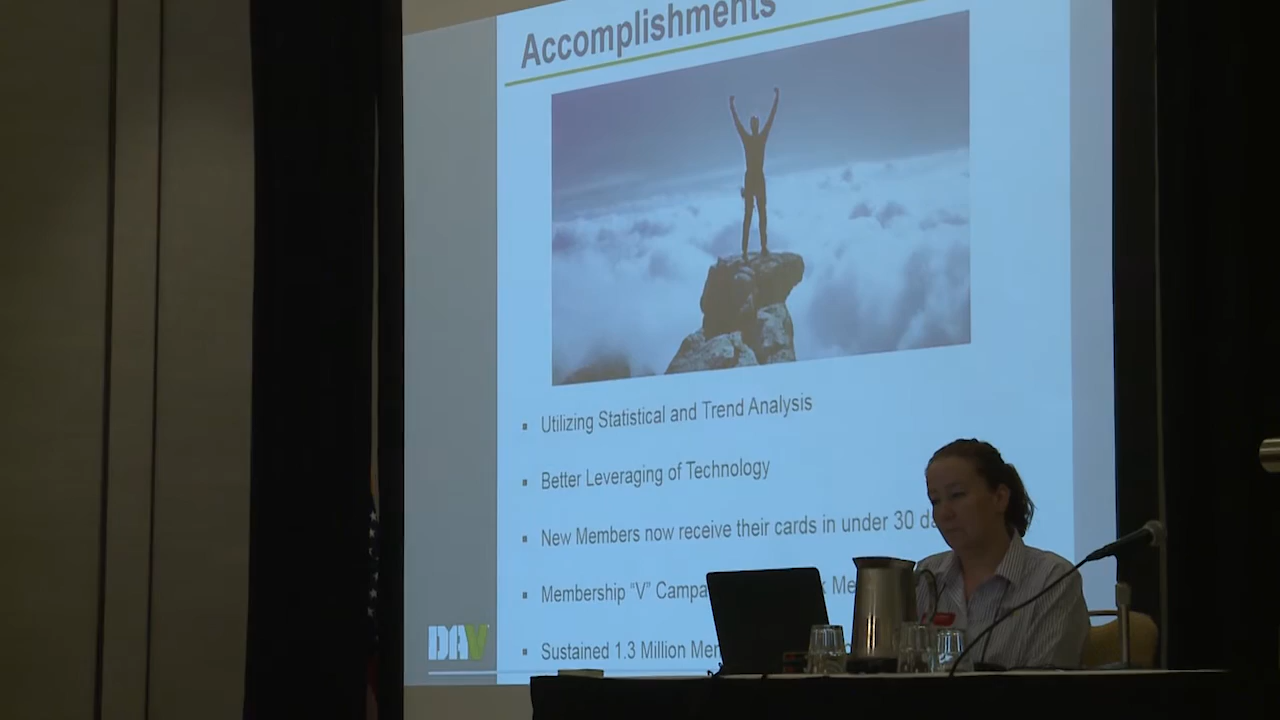 Accomplishments
Utilizing Statistical and Trend Analysis
Better Leveraging of Technology
New Members now receive their cards in under 30
Membership “V”
Sustained 1.3 Million
DAV